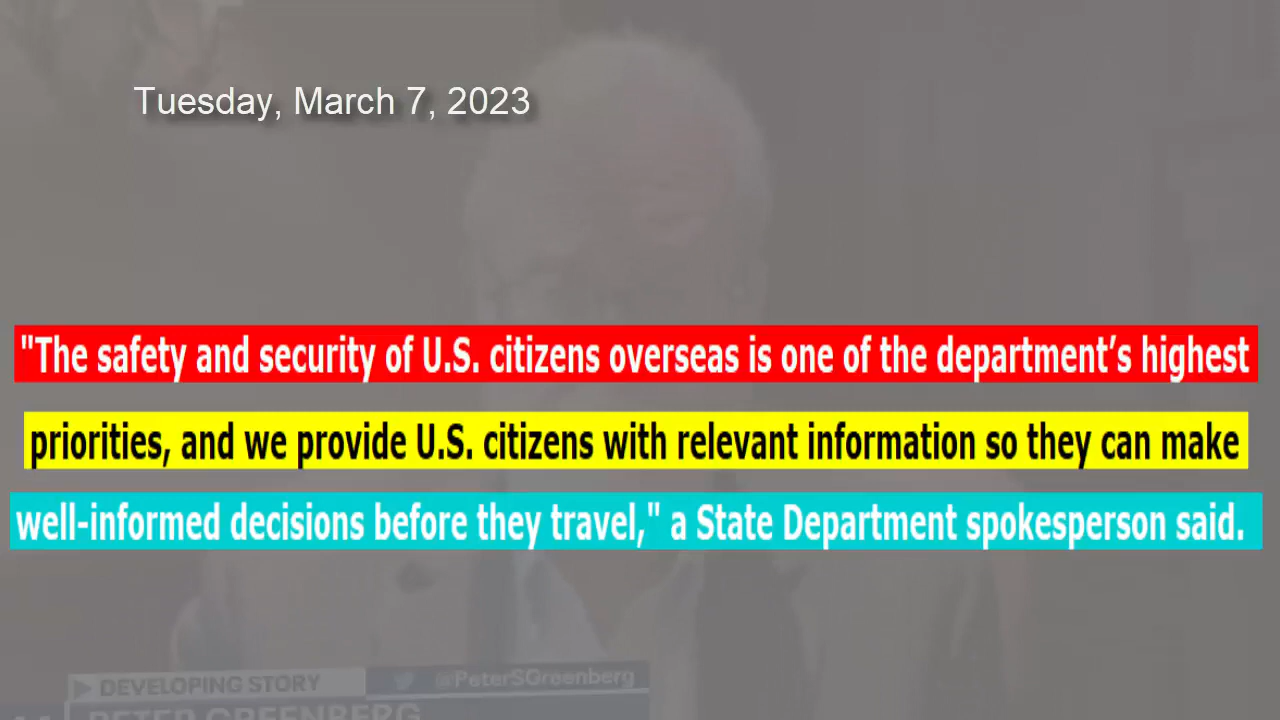 Tuesday, March 7, 2023
"The safety and security of U.S. citizens overseas is one of the department’s highest
priorities, and we provide U.S. citizens with relevant information so they can make
well-informed decisions before they travel," a State Department spokesperson said.
DEVELOPING STORY @PeterSGreenberg
PETER GREENBERG